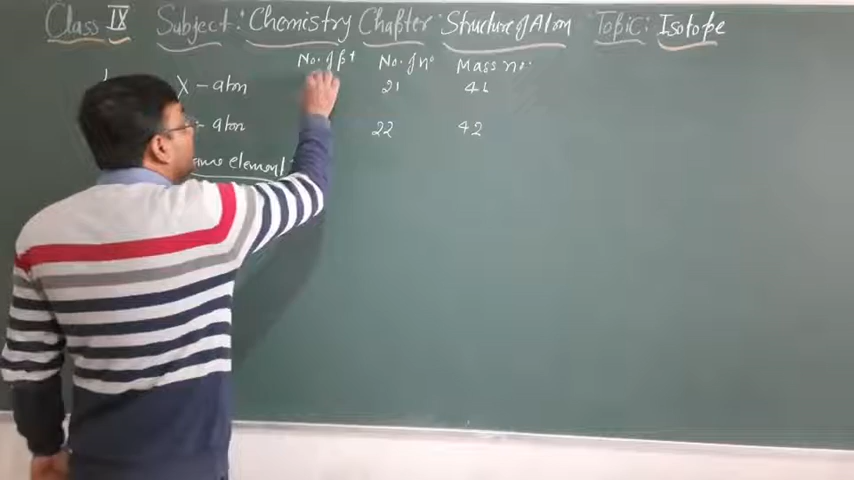 Class IX Subject: Chemistry Chapter: Structure of Atom Topic: Isotope
No. of p+ No. of n° Mass no.
X - atom 21 41
- atom 22 42
same element